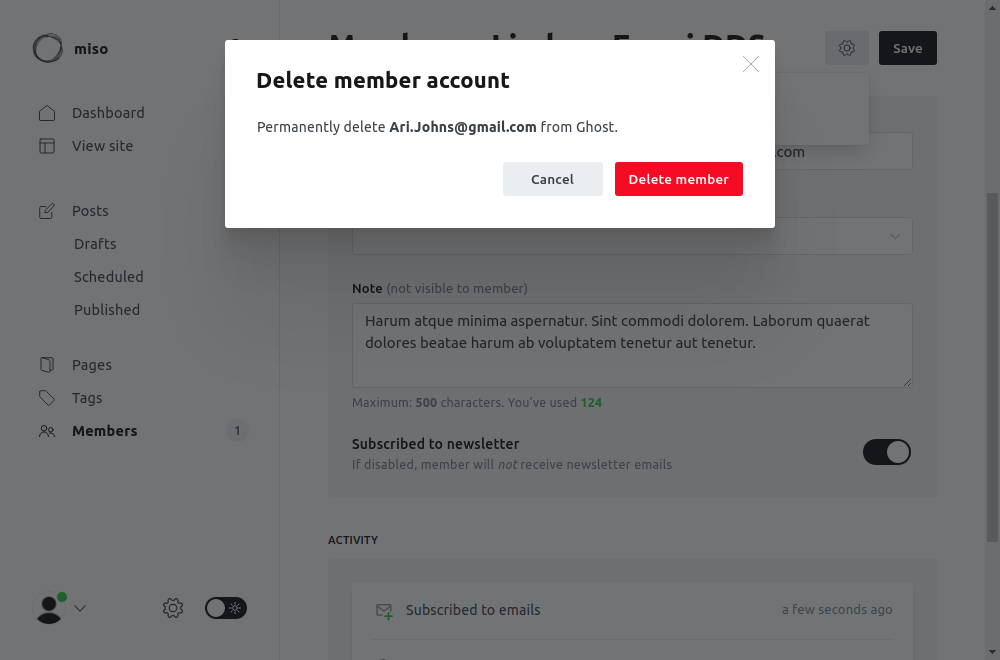 miso
Save
Delete member account
Permanently delete Ari.Johns@gmail.com from Ghost.
Cancel
Delete member
Dashboard
View site
Posts
Drafts
Scheduled
Published
Pages
Tags
Members 1
.com
Note (not visible to member)
Harum atque minima aspernatur. Sint commodi dolorem. Laborum quaerat
dolores beatae harum ab voluptatem tenetur aut tenetur.
Maximum: 500 characters. You've used 124
Subscribed to newsletter
If disabled, member will not receive newsletter emails
ACTIVITY
Subscribed to emails
a few seconds ago